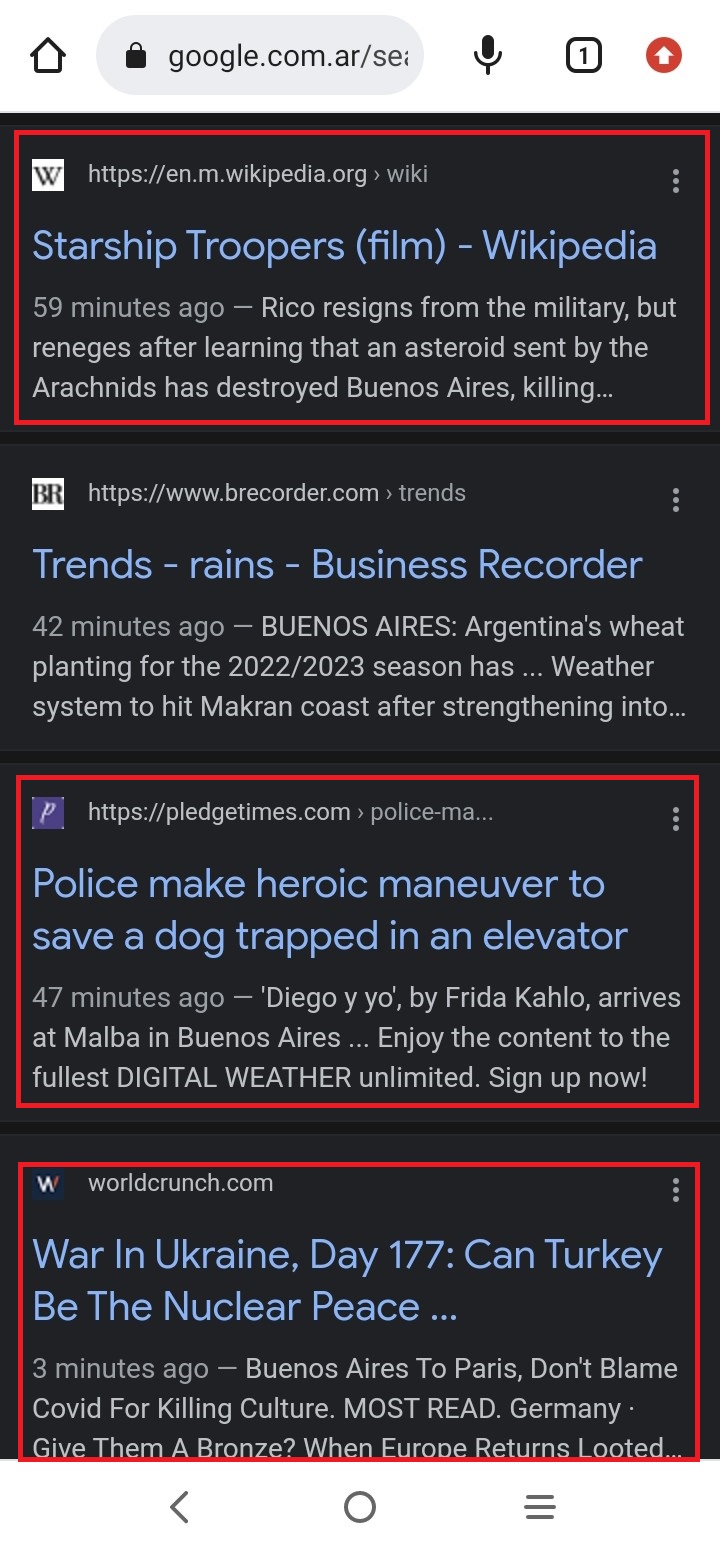 google.com.ar/sea
1
W https://en.m.wikipedia.org › wiki
Starship Troopers (film) - Wikipedia
59 minutes ago — Rico resigns from the military, but
reneges after learning that an asteroid sent by the
Arachnids has destroyed Buenos Aires, killing...
BR https://www.brecorder.com › trends
Trends - rains - Business Recorder
42 minutes ago — BUENOS AIRES: Argentina's wheat
planting for the 2022/2023 season has ... Weather
system to hit Makran coast after strengthening into...
P https://pledgetimes.com › police-ma...
Police make heroic maneuver to
save a dog trapped in an elevator
47 minutes ago — 'Diego y yo', by Frida Kahlo, arrives
at Malba in Buenos Aires ... Enjoy the content to the
fullest DIGITAL WEATHER unlimited. Sign up now!
W worldcrunch.com
War In Ukraine, Day 177: Can Turkey
Be The Nuclear Peace ...
3 minutes ago — Buenos Aires To Paris, Don't Blame
Covid For Killing Culture. MOST READ. Germany ·
Give Them A Bronze? When Europe Returns Looted...